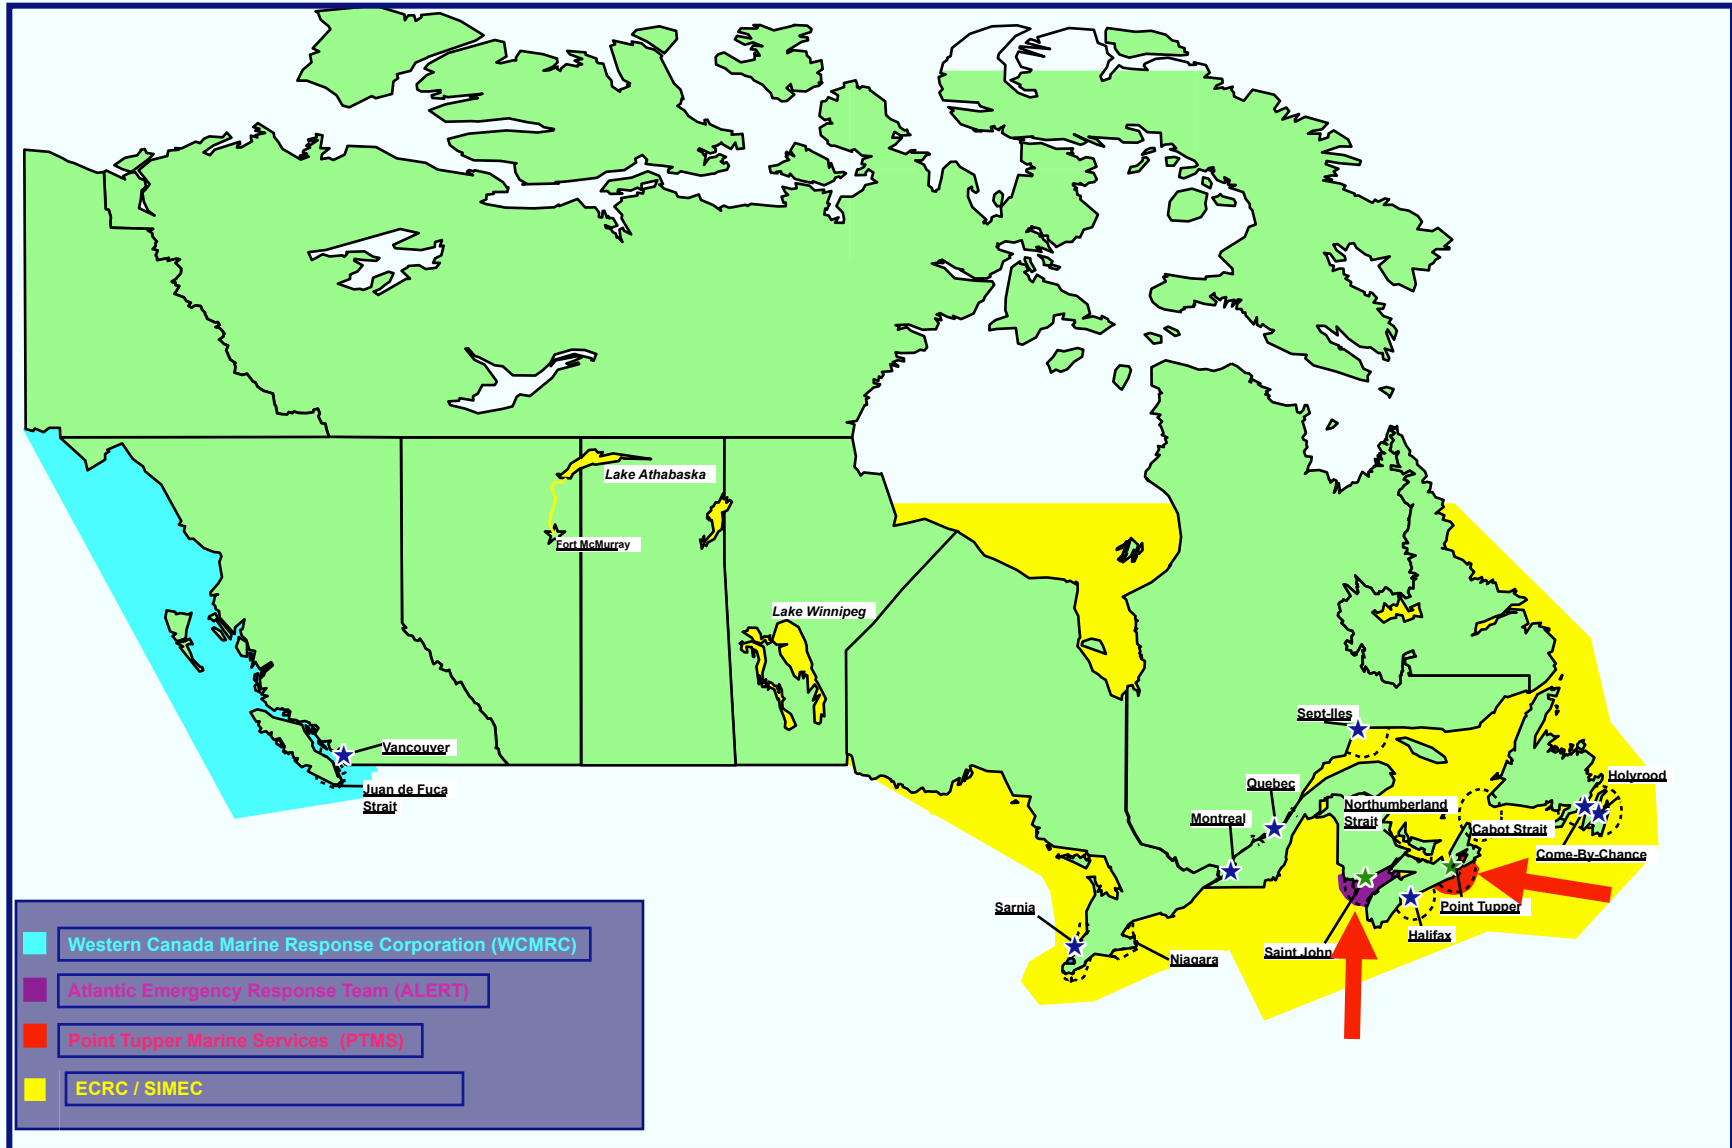 Lake Athabaska
Fort McMurray
Lake Winnipeg
Sept-Iles
Vancouver
Juan de Fuca
Strait
Quebec
Montreal
Northumberland
Strait
Holyrood
Cabot Strait
Come-By-Chance
Sarnia
Niagara
Saint John
Point Tupper
Halifax
Western Canada Marine Response Corporation (WCMRC)
Atlantic Emergency Response Team (ALERT)
Point Tupper Marine Services (PTMS)
ECRC / SIMEC